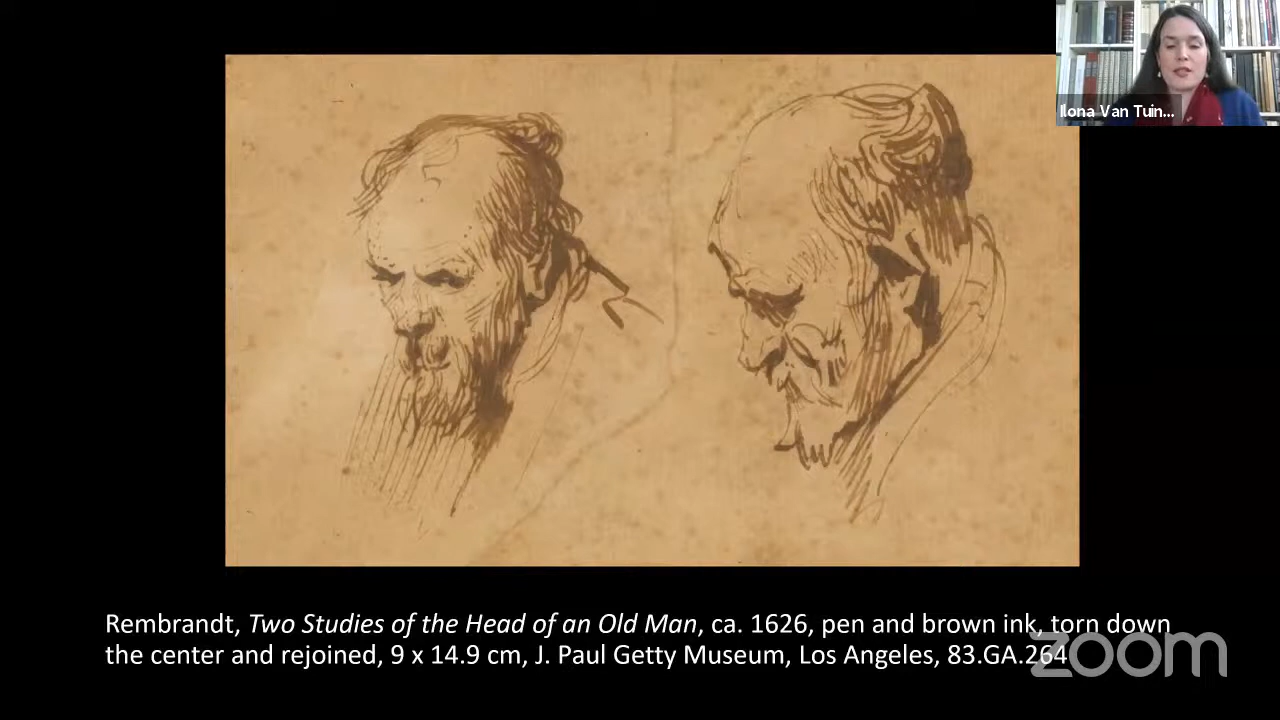 Ilona Van Tuin...
Rembrandt, Two Studies of the Head of an Old Man, ca. 1626, pen and brown ink, torn down
the center and rejoined, 9 x 14.9 cm, J. Paul Getty Museum, Los Angeles, 83.GA.264
zoom